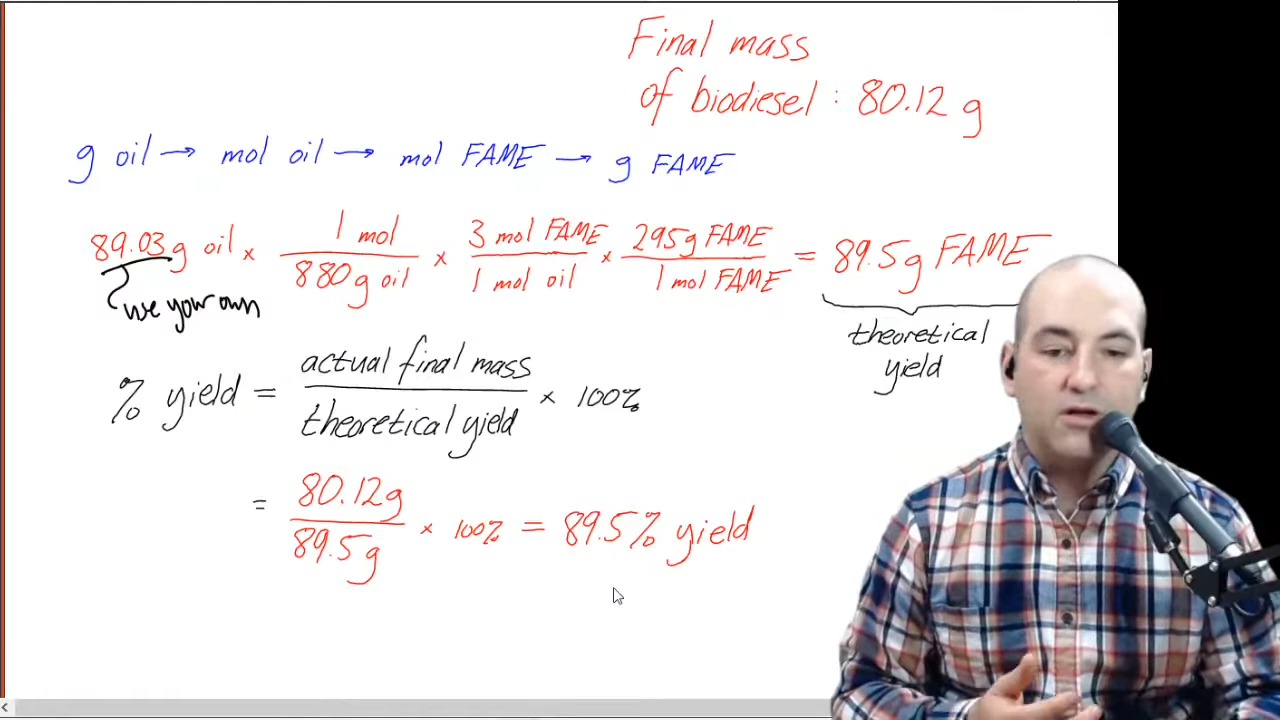 Final mass
of biodiesel : 80.12 g
g oil → mol oil → mol FAME → g FAME
89.03 g oil × 1 mol / 880 g oil × 3 mol FAME / 1 mol oil × 295 g FAME / 1 mol FAME = 89.5 g FAME
use your own
theoretical
yield
% yield = actual final mass / theoretical yield × 100%
= 80.12 g / 89.5 g × 100% = 89.5% yield